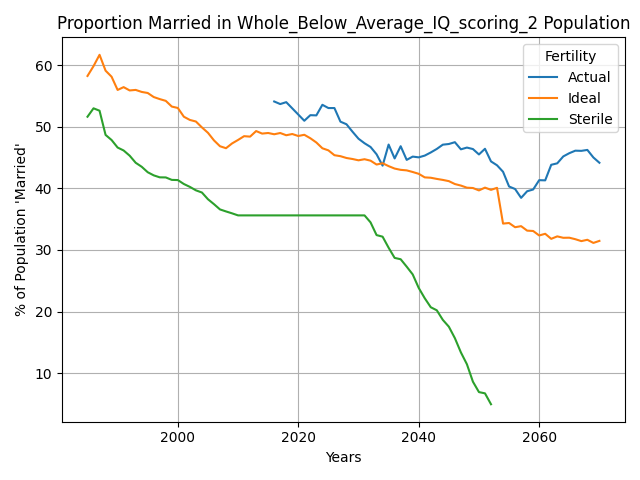 Proportion Married in Whole_Below_Average_IQ_scoring_2 Population
Fertility
Actual
Ideal
Sterile
% of Population 'Married'
60
50
40
30
20
10
2000
2020
2040
2060
Years